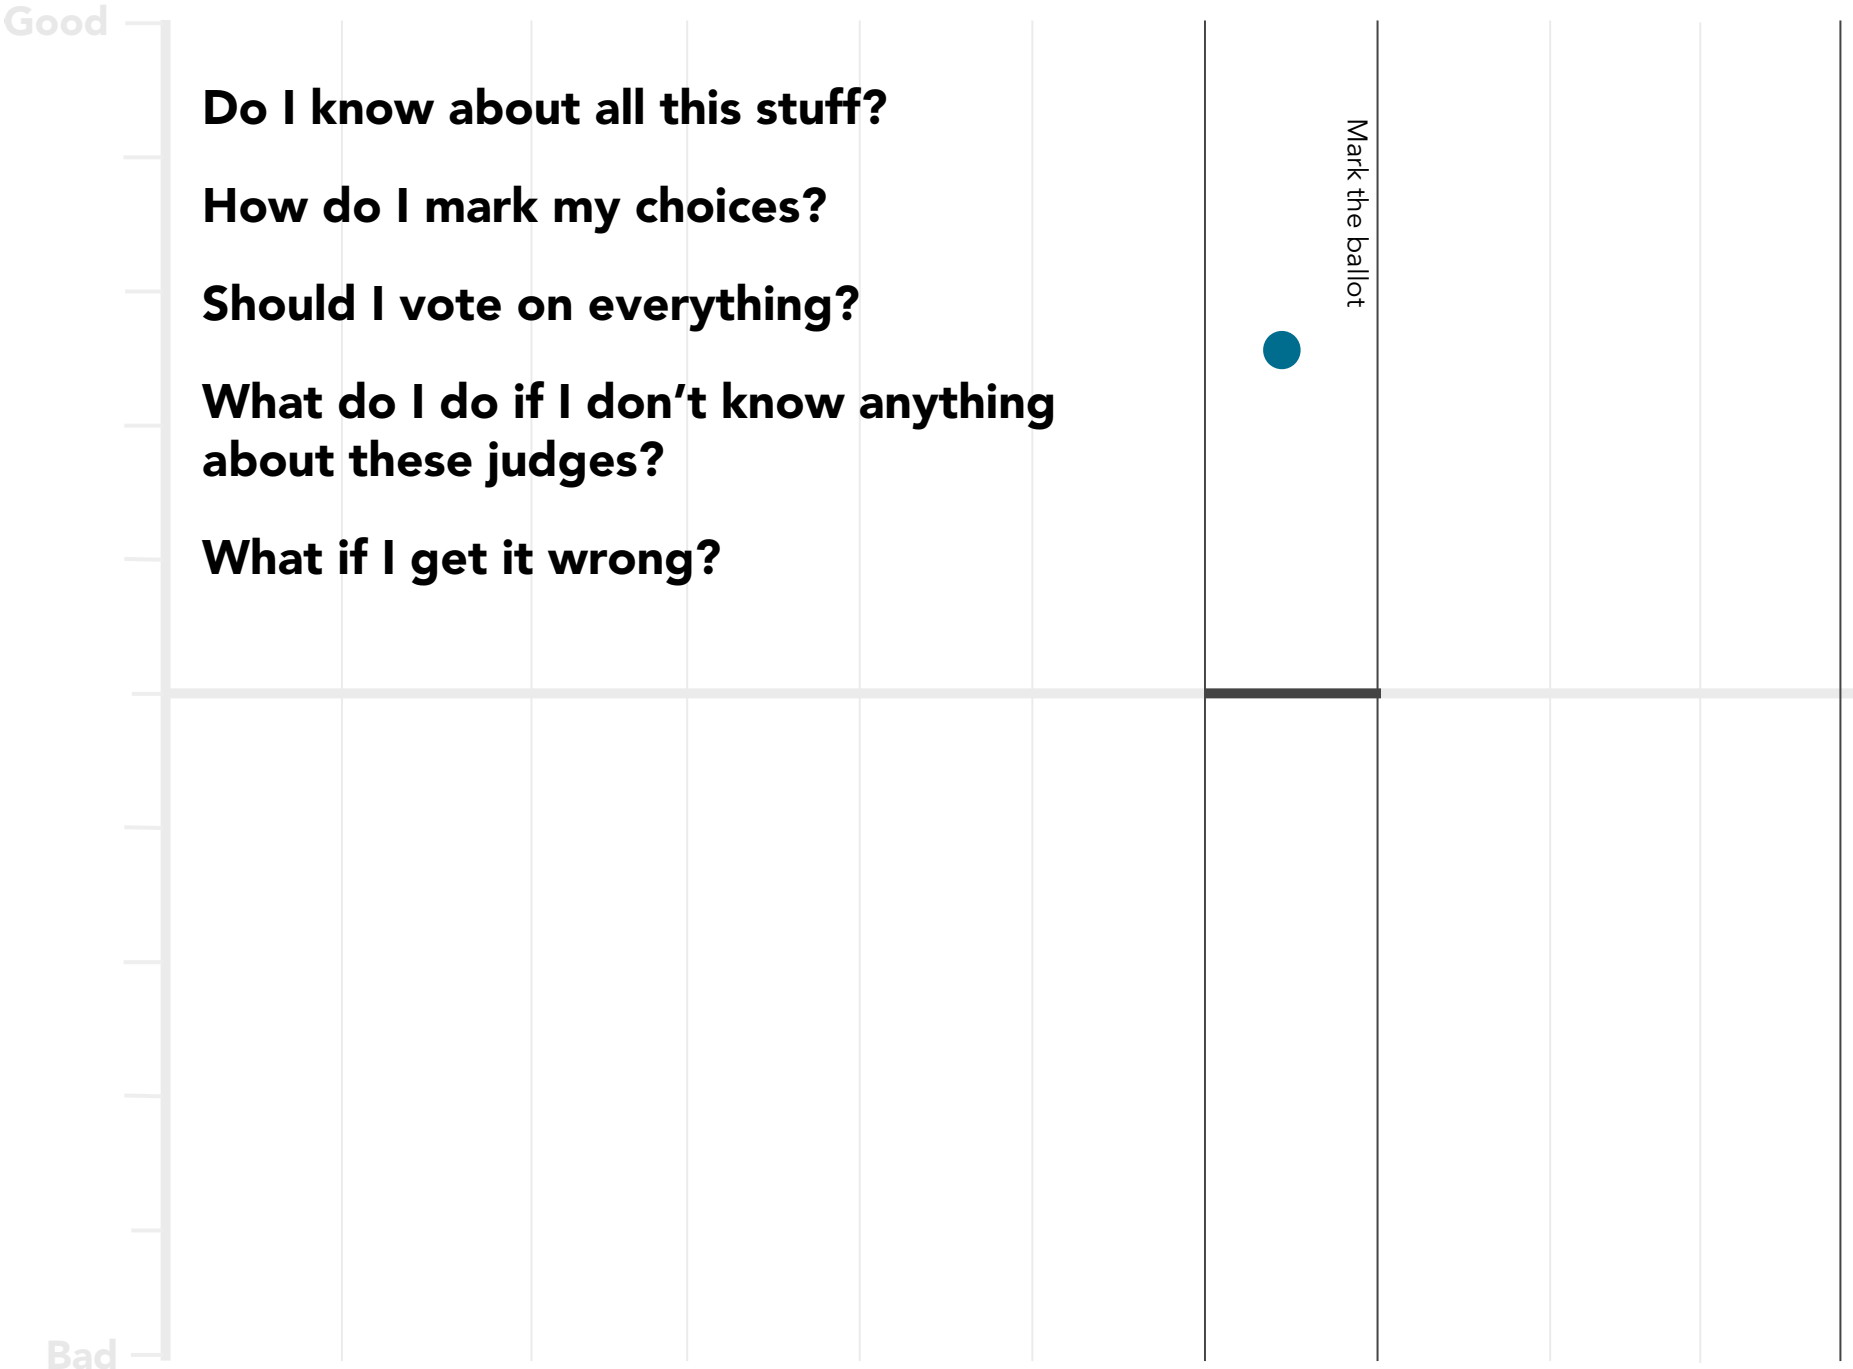 Good
Do I know about all this stuff?
How do I mark my choices?
Should I vote on everything?
What do I do if I don’t know anything
about these judges?
What if I get it wrong?
Mark the ballot
Bad